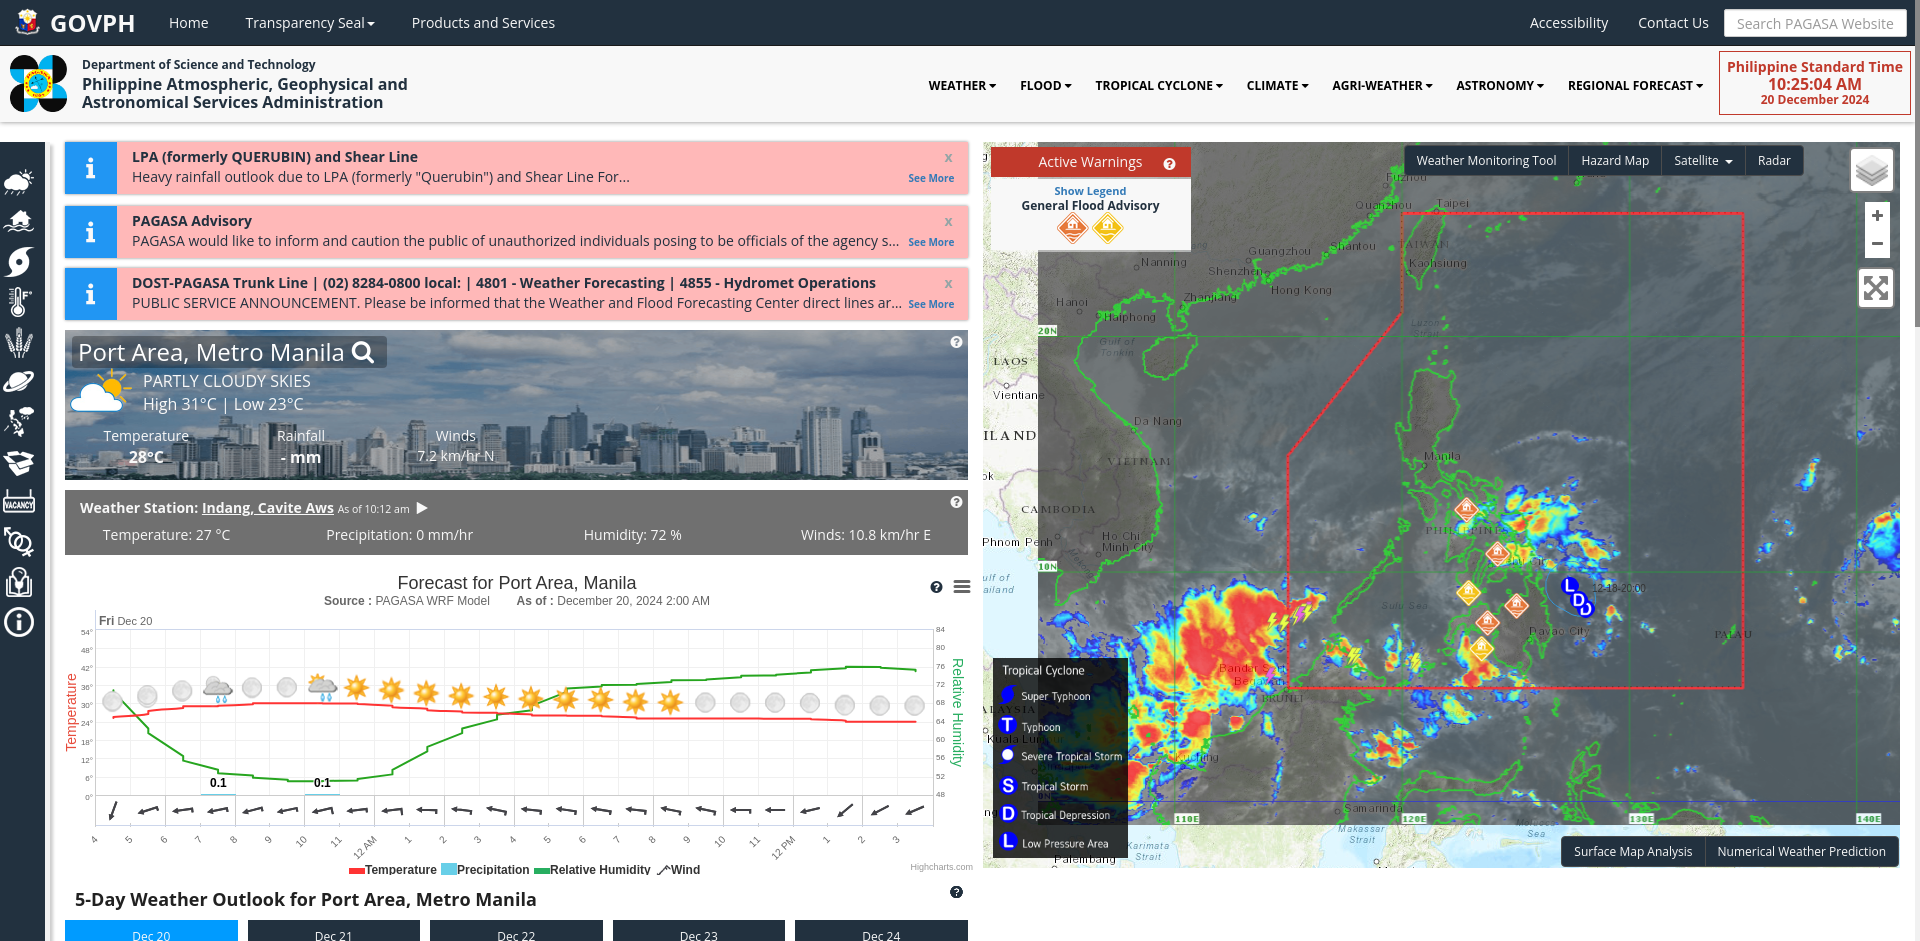 GOVPH
Home
Transparency Seal
Products and Services
Accessibility
Contact Us
Search PAGASA Website
Department of Science and Technology
Philippine Atmospheric, Geophysical and
Astronomical Services Administration
WEATHER
FLOOD
TROPICAL CYCLONE
CLIMATE
AGRI-WEATHER
ASTRONOMY
REGIONAL FORECAST
Philippine Standard Time
10:25:04 AM
20 December 2024
LPA (formerly QUERUBIN) and Shear Line
x
Heavy rainfall outlook due to LPA (formerly "Querubin") and Shear Line For...
See More
PAGASA Advisory
x
PAGASA would like to inform and caution the public of unauthorized individuals posing to be officials of the agency s...
See More
DOST-PAGASA Trunk Line | (02) 8284-0800 local: | 4801 - Weather Forecasting | 4855 - Hydromet Operations
x
PUBLIC SERVICE ANNOUNCEMENT. Please be informed that the Weather and Flood Forecasting Center direct lines ar...
See More
Port Area, Metro Manila
PARTLY CLOUDY SKIES
High 31°C | Low 23°C
Temperature
Rainfall
Winds
28°C
- mm
7.2 km/hr N
Weather Station: Indang, Cavite Aws As of 10:12 am
Temperature: 27 °C
Precipitation: 0 mm/hr
Humidity: 72 %
Winds: 10.8 km/hr E
VACANCY
Forecast for Port Area, Manila
Source : PAGASA WRF Model
As of : December 20, 2024 2:00 AM
Fri Dec 20
Temperature
54°
48°
42°
36°
30°
24°
18°
12°
6°
0°
84
80
76
72
68
64
60
56
52
48
Relative Humidity
0.1
0.1
4
5
6
7
8
9
10
11
12 AM
1
2
3
4
5
6
7
8
9
10
11
12 PM
1
2
3
Temperature
Precipitation
Relative Humidity
Wind
Highcharts.com
5-Day Weather Outlook for Port Area, Metro Manila
Dec 20
Dec 21
Dec 22
Dec 23
Dec 24
Active Warnings
Show Legend
General Flood Advisory
Weather Monitoring Tool
Hazard Map
Satellite
Radar
+
−
Fuzhou
Quanzhou
Taipei
TAIWAN
Kaohsiung
Guangzhou
Shantou
Nanning
Shenzhen
Hong Kong
Zhanjiang
Hanoi
Haiphong
20N
Luzon
Strait
Gulf of
Tonkin
LAOS
Vientiane
Da Nang
ILAND
VIETNAM
Manila
CAMBODIA
PHILIPPINES
Phnom Penh
Ho Chi
Minh City
10N
ulf of
ailand
12-18-20:00
L
D
D
Sulu Sea
Davao City
PALAU
Bandar Seri
Begawan
BRUNEI
ALAYSIA
Kuala Lum
Kuching
Samarinda
110E
120E
130E
140E
Makassar
Strait
Molucca
Sea
Karimata
Strait
Palembang
Tropical Cyclone
Super Typhoon
T Typhoon
Severe Tropical Storm
S Tropical Storm
D Tropical Depression
L Low Pressure Area
Surface Map Analysis
Numerical Weather Prediction